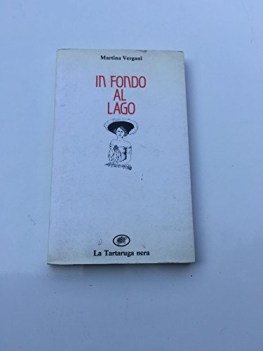 Martina Vergani
IN FONDO
AL
LAGO
La Tartaruga nera